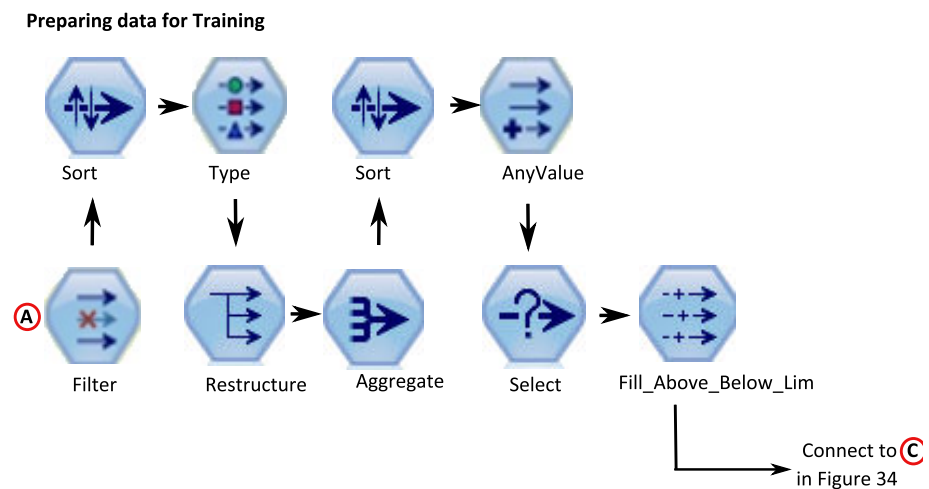 Preparing data for Training
Sort
Type
Sort
AnyValue
A
Filter
Restructure
Aggregate
Select
Fill_Above_Below_Lim
Connect to C
in Figure 34